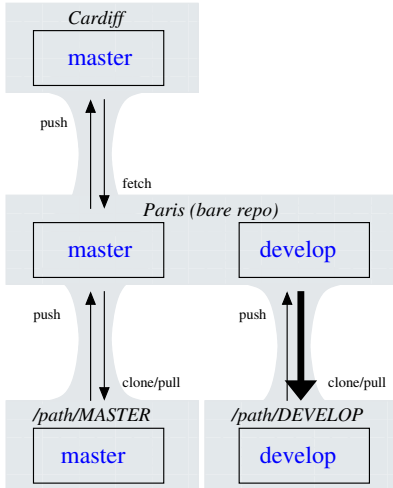 Cardiff
master
push
fetch
Paris (bare repo)
master
develop
push
push
clone/pull
clone/pull
/path/MASTER
/path/DEVELOP
master
develop